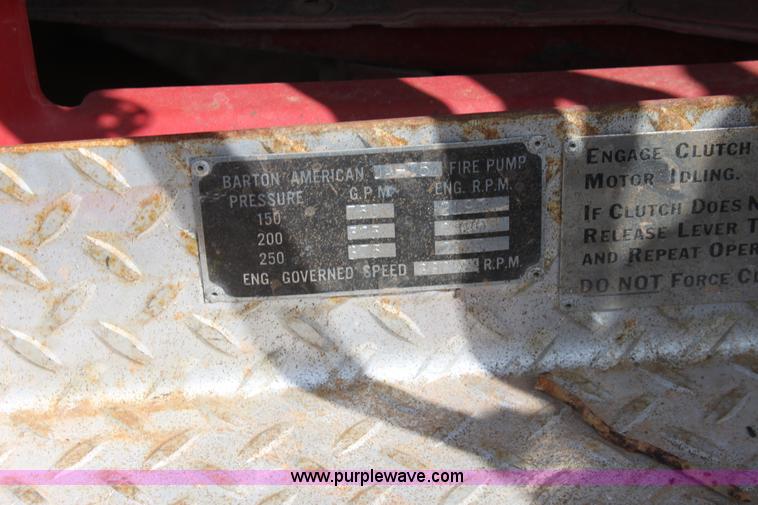 BARTON AMERICAN FIRE PUMP
PRESSURE G.P.M. ENG. R.P.M.
150
200
250
ENG. GOVERNED SPEED R.P.M.
ENGAGE CLUTCH
MOTOR IDLING.
IF CLUTCH DOES
RELEASE LEVER
AND REPEAT
DO NOT FORCE
www.purplewave.com